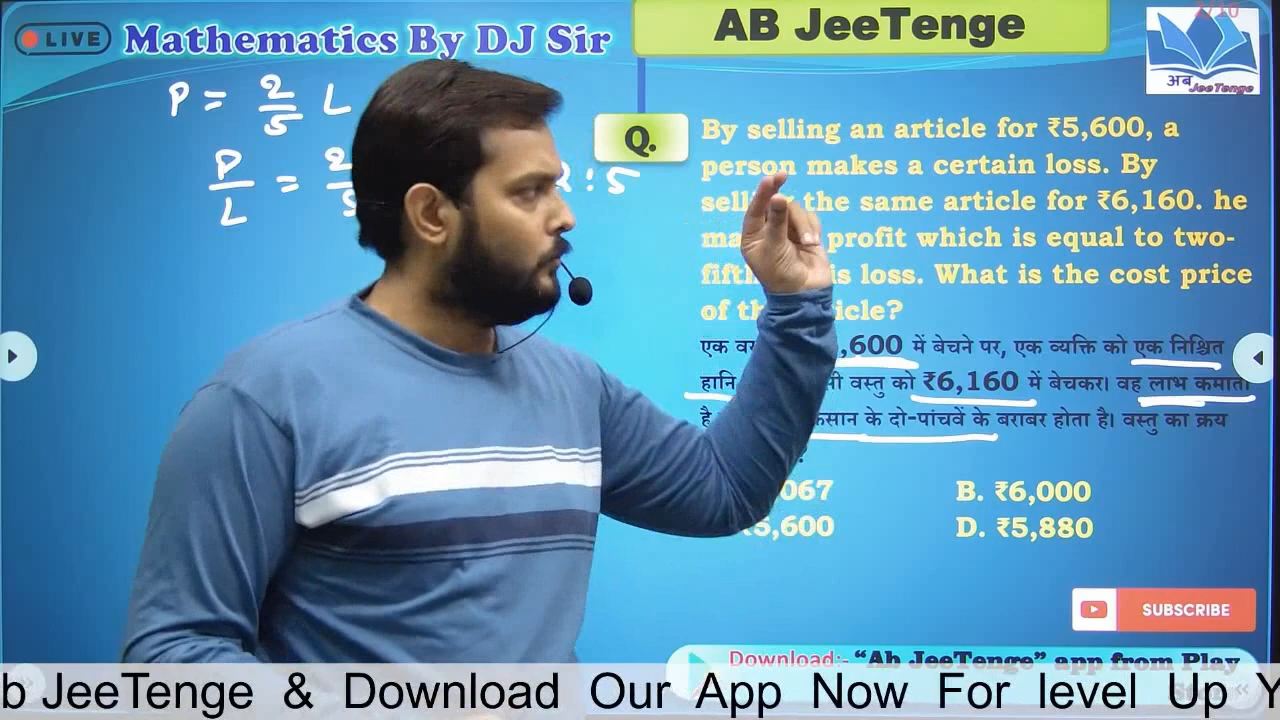 LIVE
Mathematics By DJ Sir
AB JeeTenge
2/10
अब JeeTenge
P = 2/5 L
P/L = 2 : 5
Q.
By selling an article for ₹5,600, a
person makes a certain loss. By
the same article for ₹6,160. he
profit which is equal to two-
loss. What is the cost price
of
एक ,600 में बेचने पर, एक व्यक्ति को एक निश्चित
हानि वस्तु को ₹6,160 में बेचकर। वह लाभ कमाता
है के दो-पांचवें के बराबर होता है। वस्तु का क्रय
?
067
B. ₹6,000
5,600
D. ₹5,880
SUBSCRIBE
Download:- “Ab JeeTenge” app from Play
b JeeTenge & Download Our App Now For level Up Y